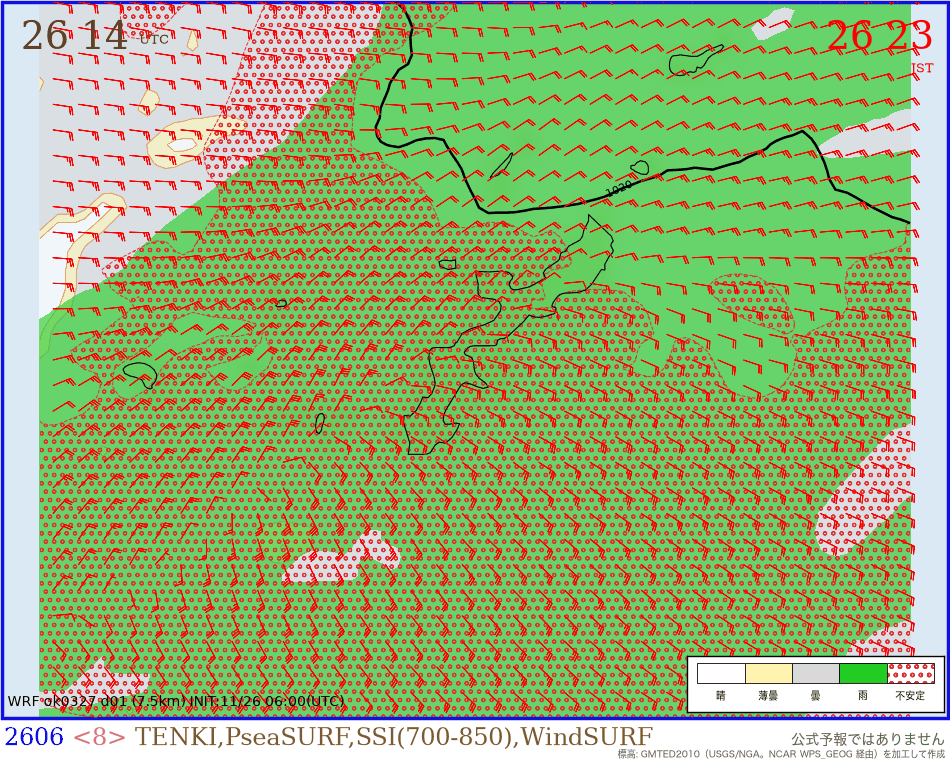 26 14 UTC
26 23
JST
1020
WRF ok0327 d01 (7.5km) INIT:11/26 06:00(UTC)
晴 薄曇 曇 雨 不安定
2606 <8> TENKI,PseaSURF,SSI(700-850),WindSURF
公式予報ではありません
標高: GMTED2010（USGS/NGA。NCAR WPS_GEOG 経由）を加工して作成